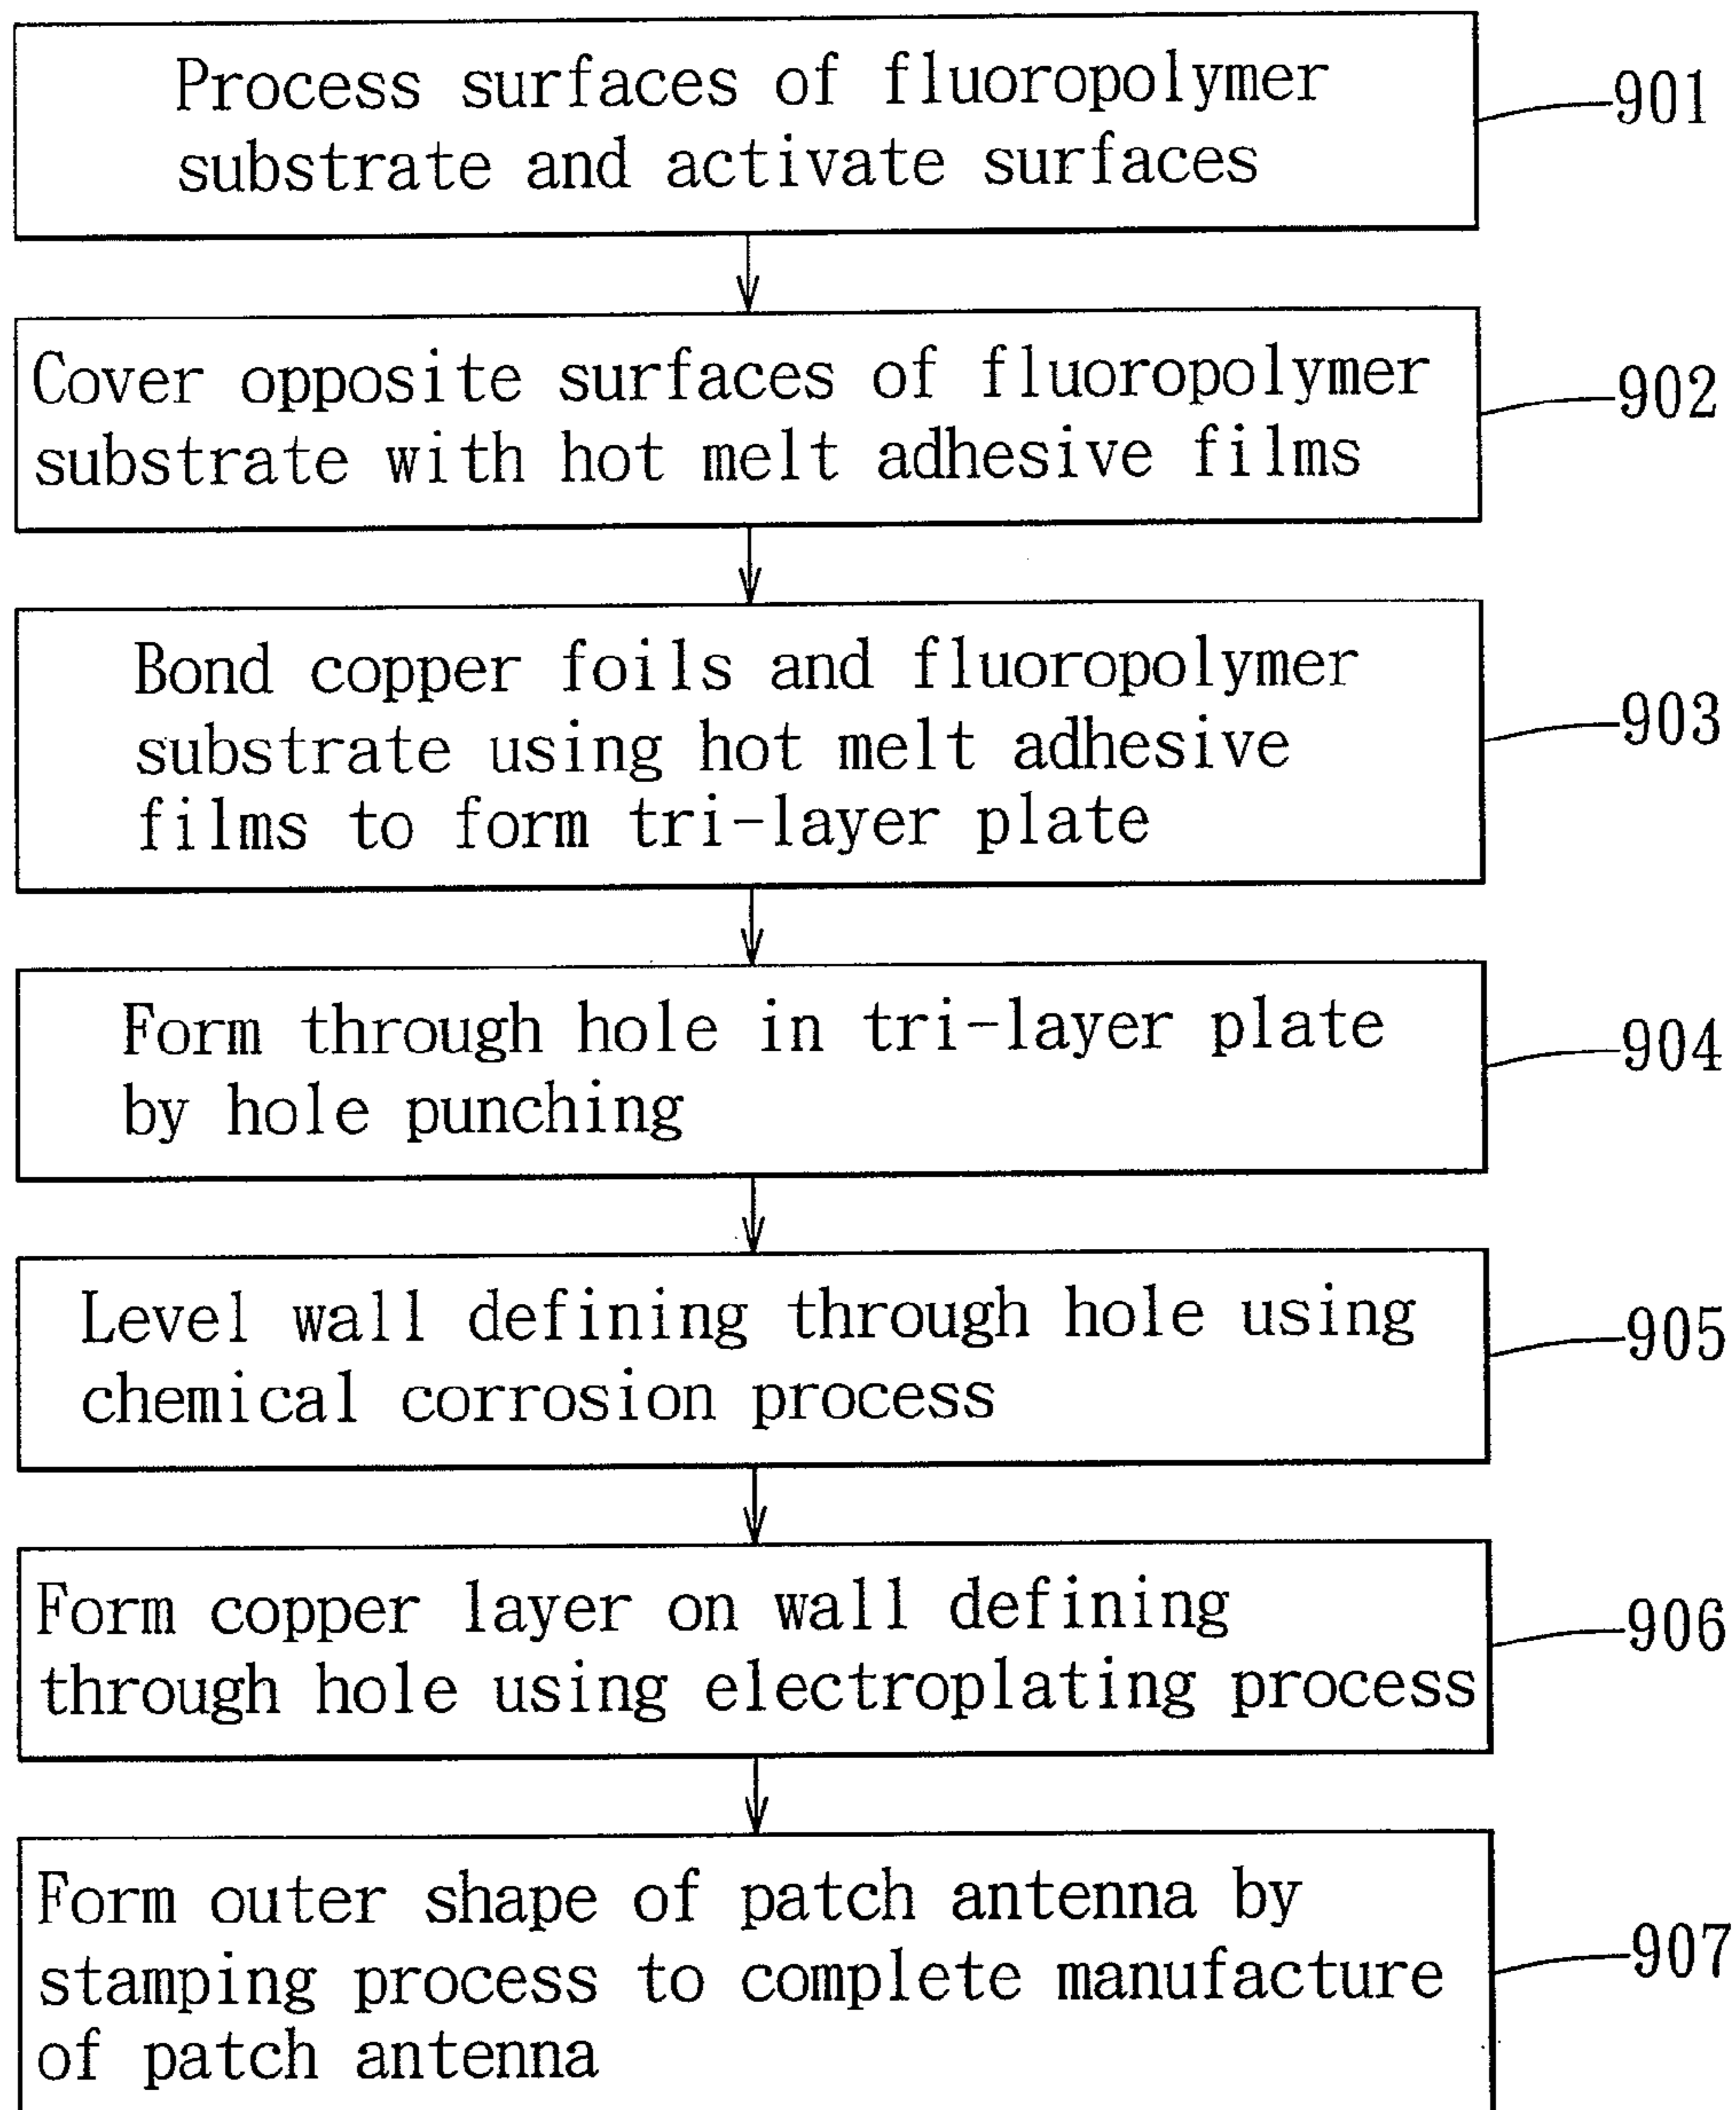 Process surfaces of fluoropolymer
substrate and activate surfaces
901
Cover opposite surfaces of fluoropolymer
substrate with hot melt adhesive films
902
Bond copper foils and fluoropolymer
substrate using hot melt adhesive
films to form tri-layer plate
903
Form through hole in tri-layer plate
by hole punching
904
Level wall defining through hole using
chemical corrosion process
905
Form copper layer on wall defining
through hole using electroplating process
906
Form outer shape of patch antenna by
stamping process to complete manufacture
of patch antenna
907